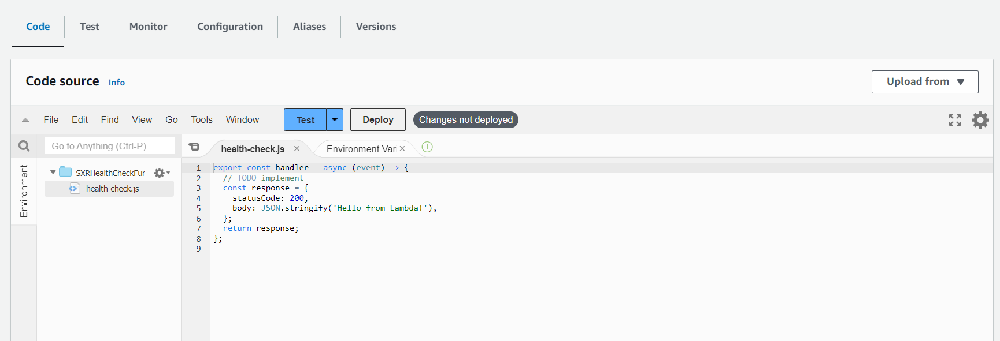 Code Test Monitor Configuration Aliases Versions
Code source Info
Upload from
File Edit Find View Go Tools Window Test Deploy Changes not deployed
Go to Anything (Ctrl-P)
health-check.js Environment Var
Environment
SXRHealthCheckFur
health-check.js
1 export const handler = async (event) => {
2 // TODO implement
3 const response = {
4 statusCode: 200,
5 body: JSON.stringify('Hello from Lambda!'),
6 };
7 return response;
8 };
9